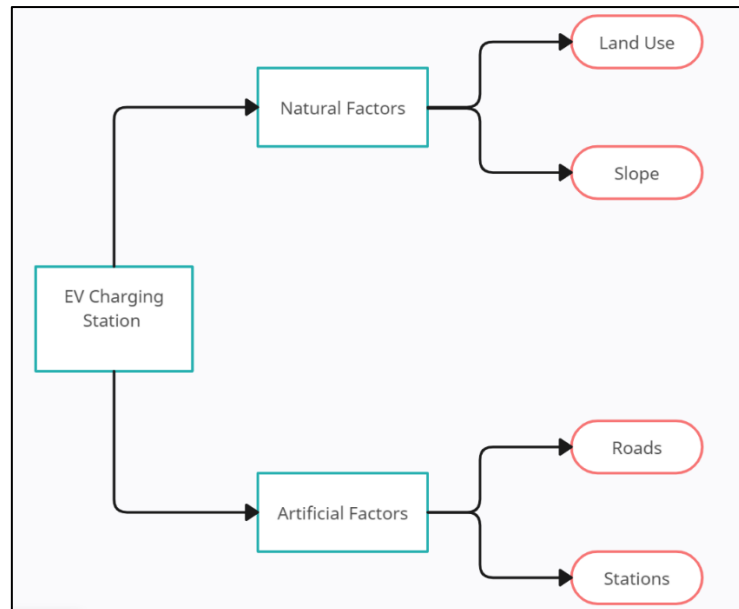 Land Use
Natural Factors
Slope
EV Charging
Station
Roads
Artificial Factors
Stations